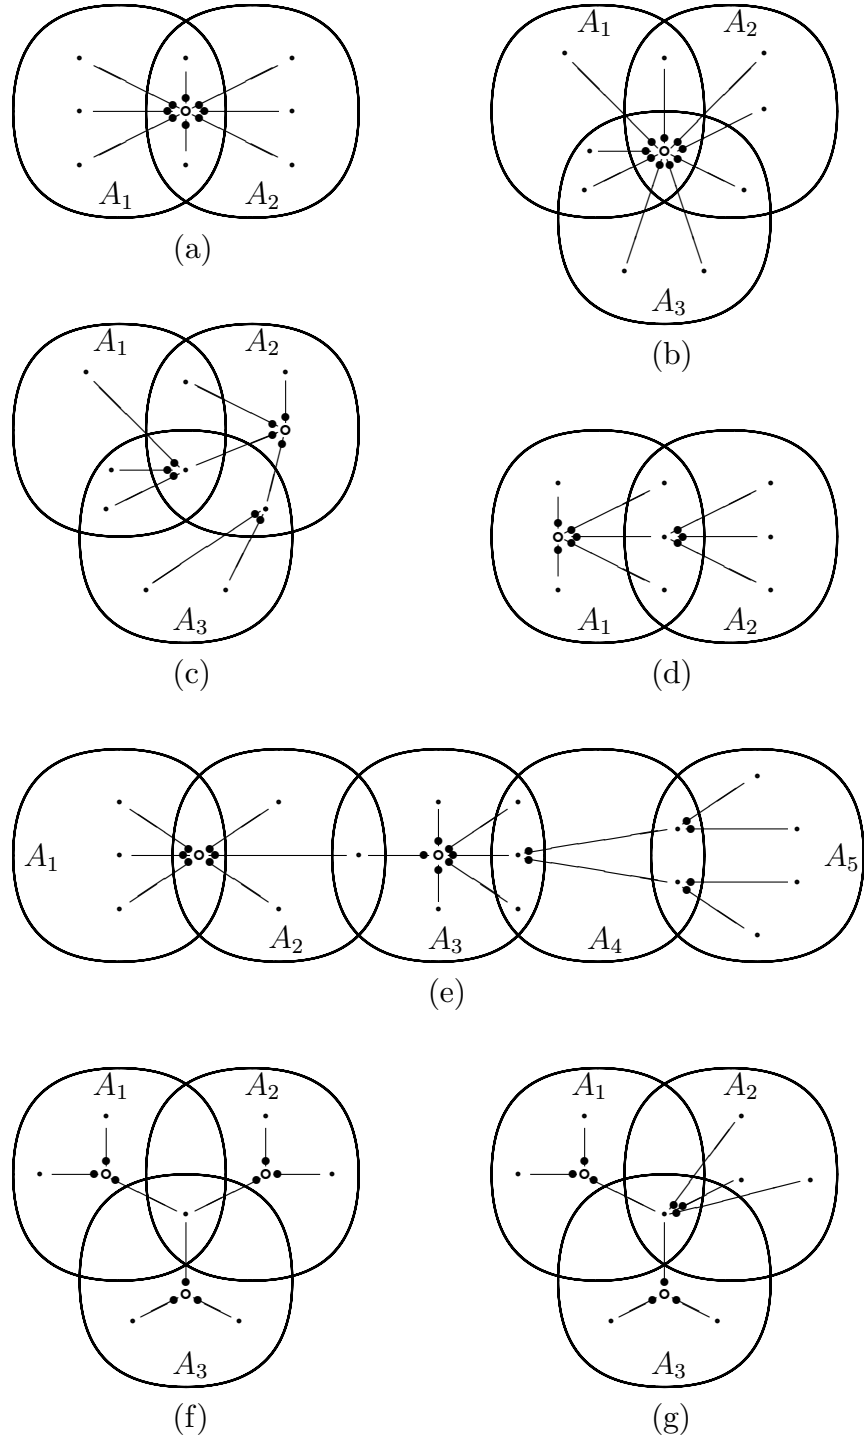 A₁ A₂
(a)
A₁ A₂
A₃
(b)
A₁ A₂
A₃
(c)
A₁ A₂
(d)
A₁ A₂ A₃ A₄ A₅
(e)
A₁ A₂
A₃
(f)
A₁ A₂
A₃
(g)